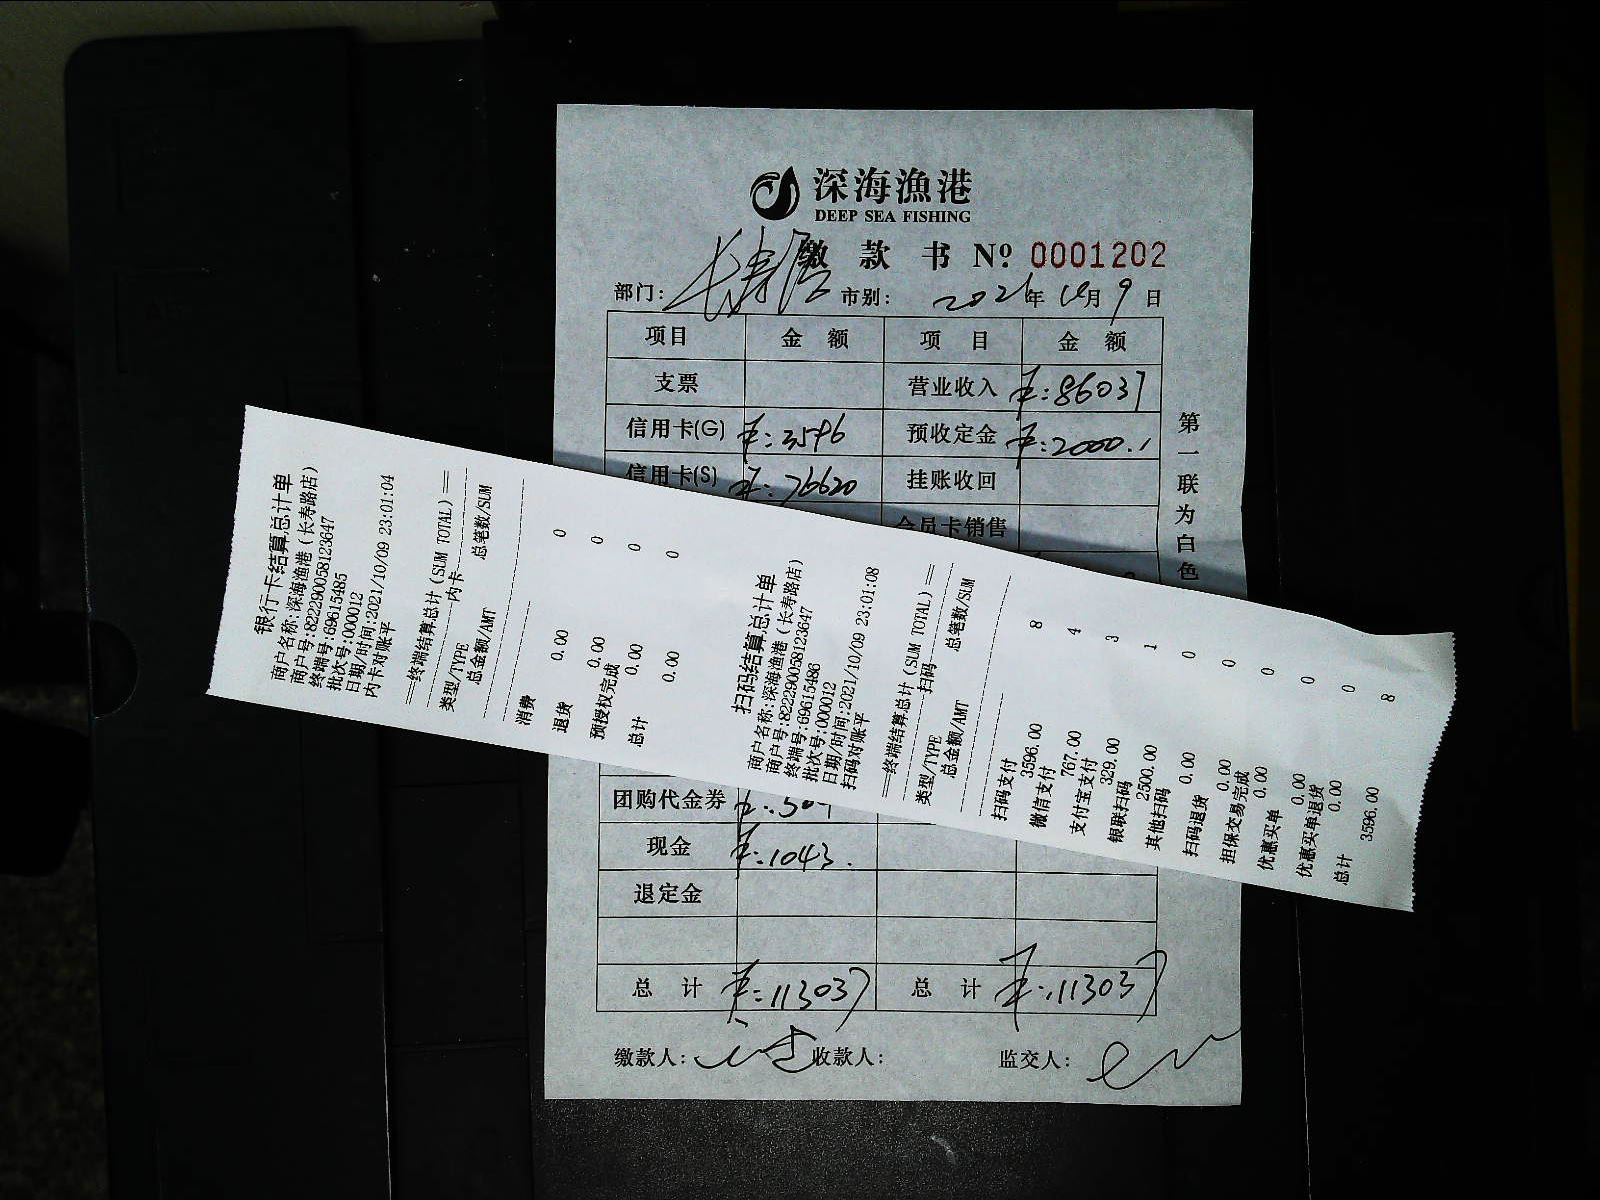 深海漁港
DEEP SEA FISHING
缴款书 Nº 0001202
部门: 长寿店 市别: 2021年10月9日
项目 金额 项目 金额
支票 营业收入 ¥:86037
信用卡(G) ¥:3596 预收定金 ¥:2000.
信用卡(S) ¥:76620 挂账收回
会员卡销售
团购代金券
现金 ¥:1043.
退定金
总计 ¥:113037 总计 ¥:113037
缴款人: 收款人: 监交人:
第一联为白色
银行卡结算总计单
商户名称:深海渔港(长寿路店)
商户号:822290058123647
终端号:69615485
批次号:000012
日期/时间:2021/10/09 23:01:04
内卡对账平
==终端结算总计(SUM TOTAL)==
内卡
类型/TYPE 总笔数/SUM
总金额/AMT
消费 0
0.00
退货 0
0.00
预授权完成 0
0.00
总计 0
0.00
扫码结算总计单
商户名称:深海渔港(长寿路店)
商户号:822290058123647
终端号:69615486
批次号:000012
日期/时间:2021/10/09 23:01:08
扫码对账平
==终端结算总计(SUM TOTAL)==
扫码
类型/TYPE 总笔数/SUM
总金额/AMT
扫码支付 8
3596.00
微信支付 4
767.00
支付宝支付 3
329.00
银联扫码 1
2500.00
其他扫码 0
0.00
扫码退货 0
0.00
担保交易完成 0
0.00
优惠买单 0
0.00
优惠买单退货 0
0.00
总计 8
3596.00